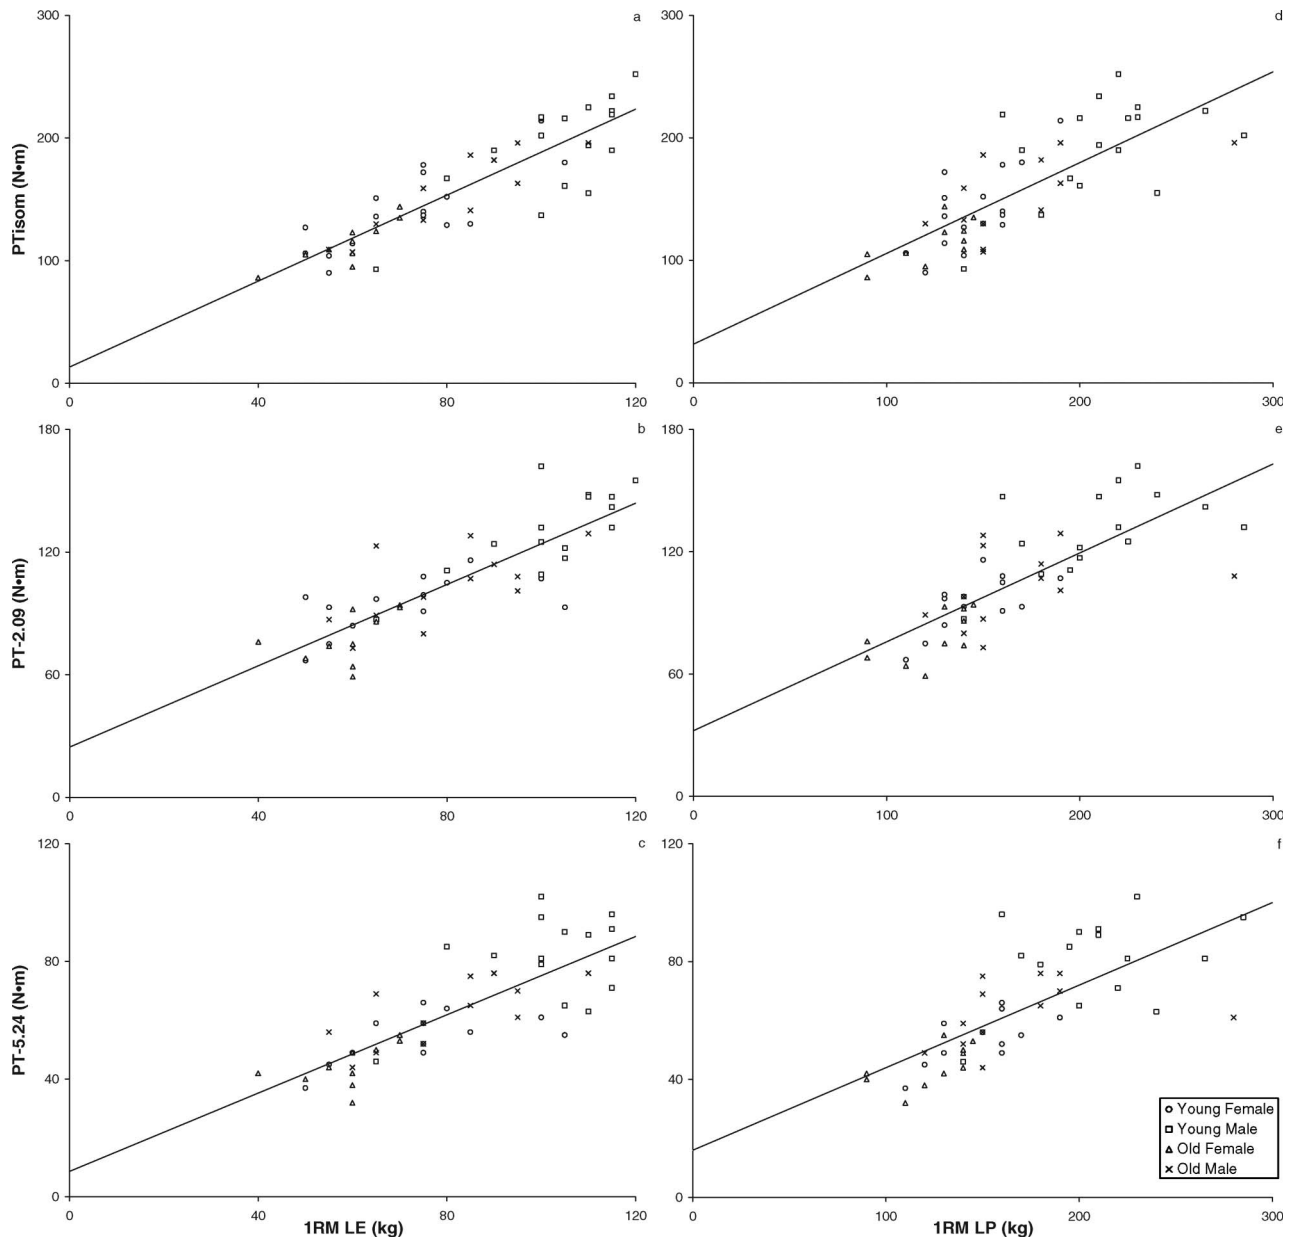 a
300
200
100
0
PTisom (N•m)
0 40 80 120
d
300
200
100
0
0 100 200 300
b
180
120
60
0
PT-2.09 (N•m)
0 40 80 120
e
180
120
60
0
0 100 200 300
c
120
80
40
0
PT-5.24 (N•m)
0 40 80 120
1RM LE (kg)
f
120
80
40
0
0 100 200 300
1RM LP (kg)
Young Female
Young Male
Old Female
Old Male